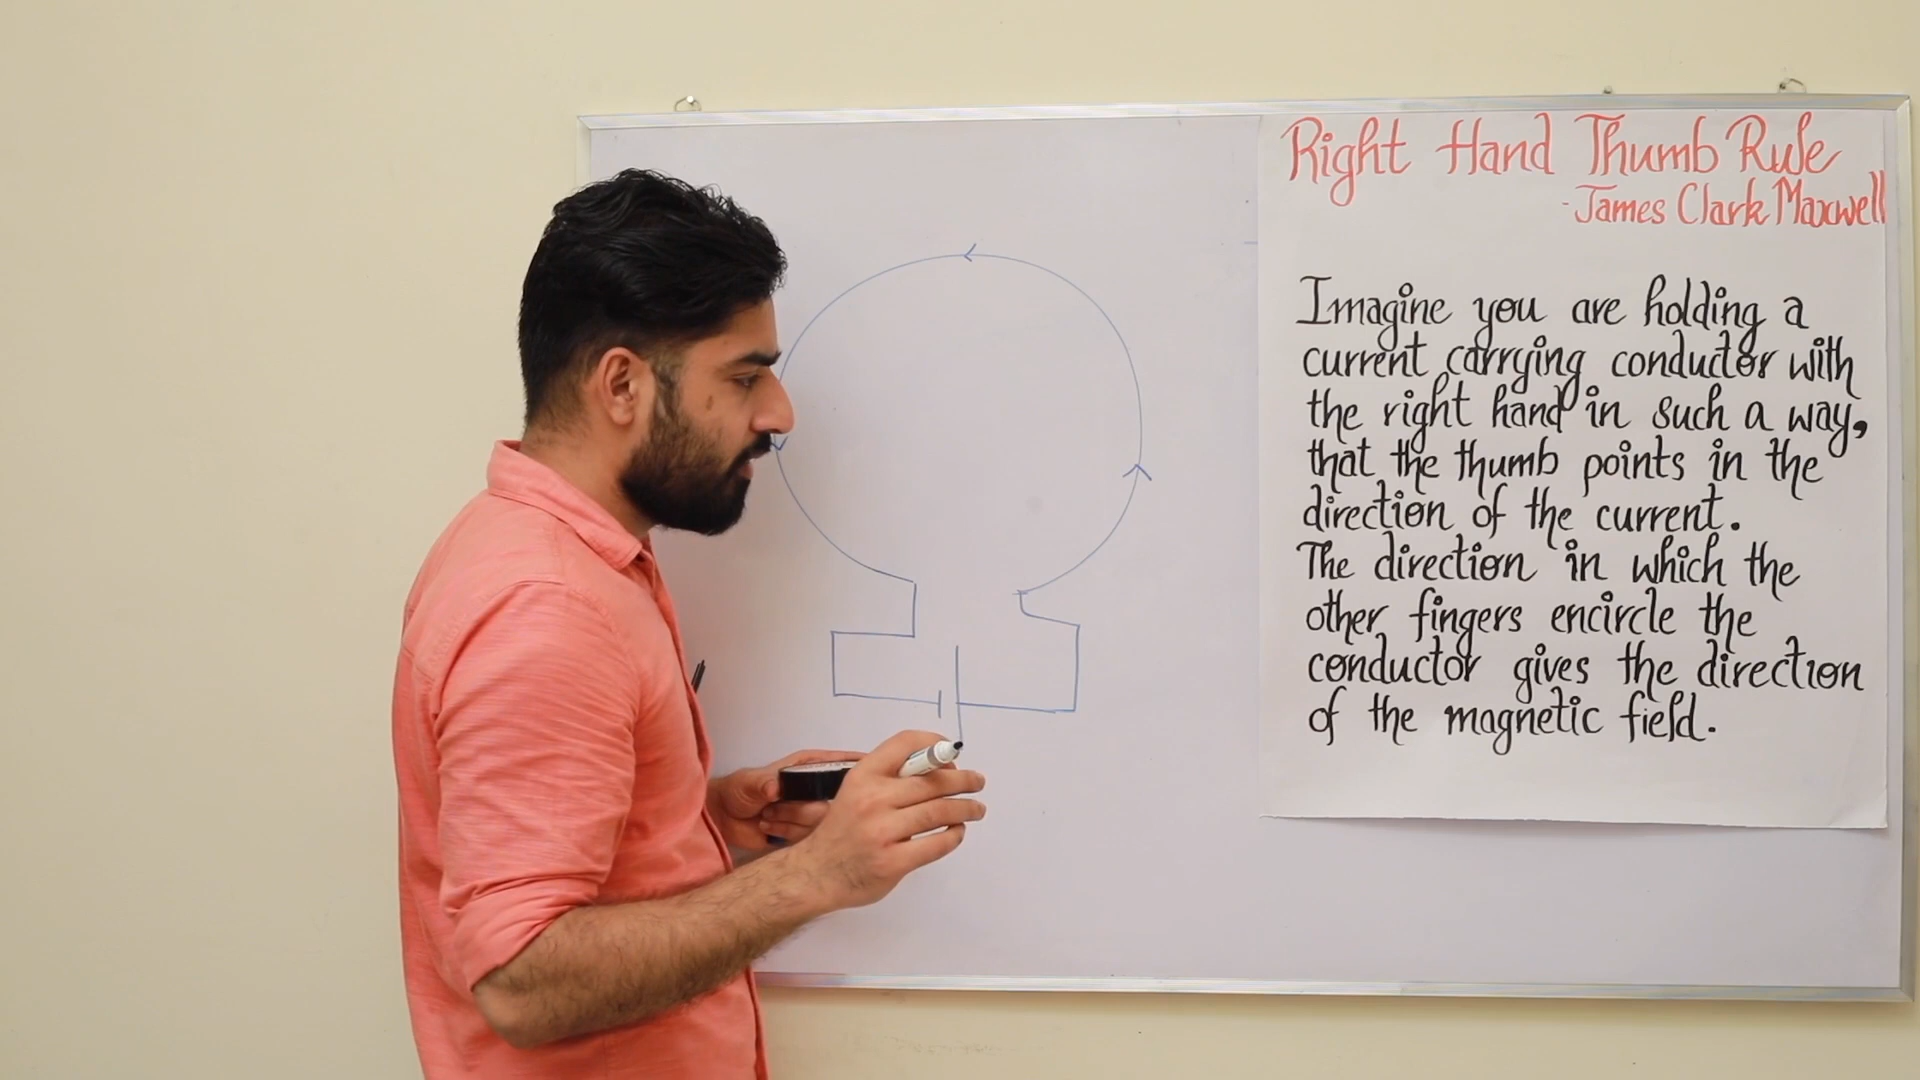 Right Hand Thumb Rule
-James Clark Maxwell
Imagine you are holding a
current carrying conductor with
the right hand in such a way,
that the thumb points in the
direction of the current.
The direction in which the
other fingers encircle the
conductor gives the direction
of the magnetic field.